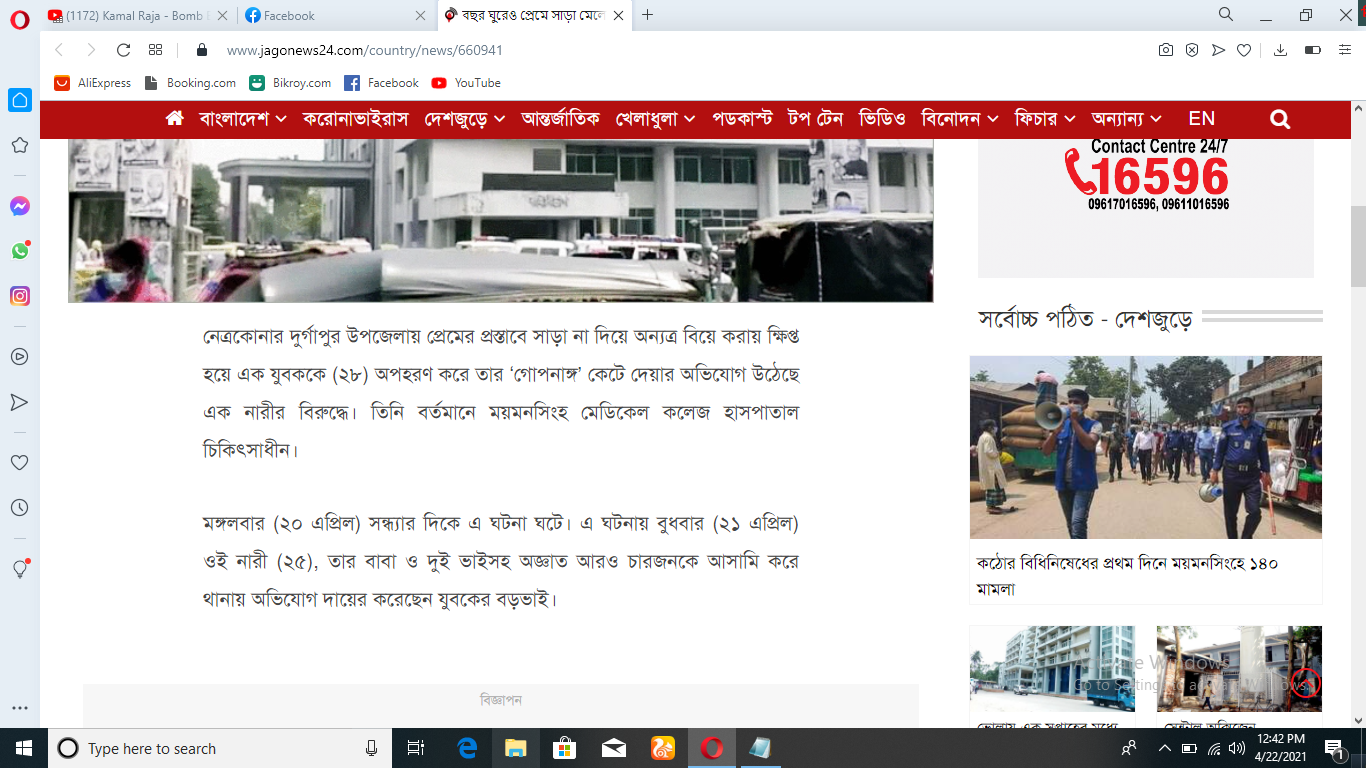 (1172) Kamal Raja - Bomb
Facebook
বছর ঘুরেও প্রেমে সাড়া মেলে
www.jagonews24.com/country/news/660941
AliExpress Booking.com Bikroy.com Facebook YouTube
বাংলাদেশ করোনাভাইরাস দেশজুড়ে আন্তর্জাতিক খেলাধুলা পডকাস্ট টপ টেন ভিডিও বিনোদন ফিচার অন্যান্য EN
Contact Centre 24/7
16596
09617016596, 09611016596
নেত্রকোনার দুর্গাপুর উপজেলায় প্রেমের প্রস্তাবে সাড়া না দিয়ে অন্যত্র বিয়ে করায় ক্ষিপ্ত
হয়ে এক যুবককে (২৮) অপহরণ করে তার ‘গোপনাঙ্গ’ কেটে দেয়ার অভিযোগ উঠেছে
এক নারীর বিরুদ্ধে। তিনি বর্তমানে ময়মনসিংহ মেডিকেল কলেজ হাসপাতাল
চিকিৎসাধীন।
মঙ্গলবার (২০ এপ্রিল) সন্ধ্যার দিকে এ ঘটনা ঘটে। এ ঘটনায় বুধবার (২১ এপ্রিল)
ওই নারী (২৫), তার বাবা ও দুই ভাইসহ অজ্ঞাত আরও চারজনকে আসামি করে
থানায় অভিযোগ দায়ের করেছেন যুবকের বড়ভাই।
বিজ্ঞাপন
সর্বোচ্চ পঠিত - দেশজুড়ে
কঠোর বিধিনিষেধের প্রথম দিনে ময়মনসিংহে ১৪০
মামলা
Activate Windows
Go to Settings to activate Windows.
ভোলায় এক সপ্তাহের মধ্যে
সেন্ট্রাল অক্সিজেন
Type here to search
12:42 PM
4/22/2021
1